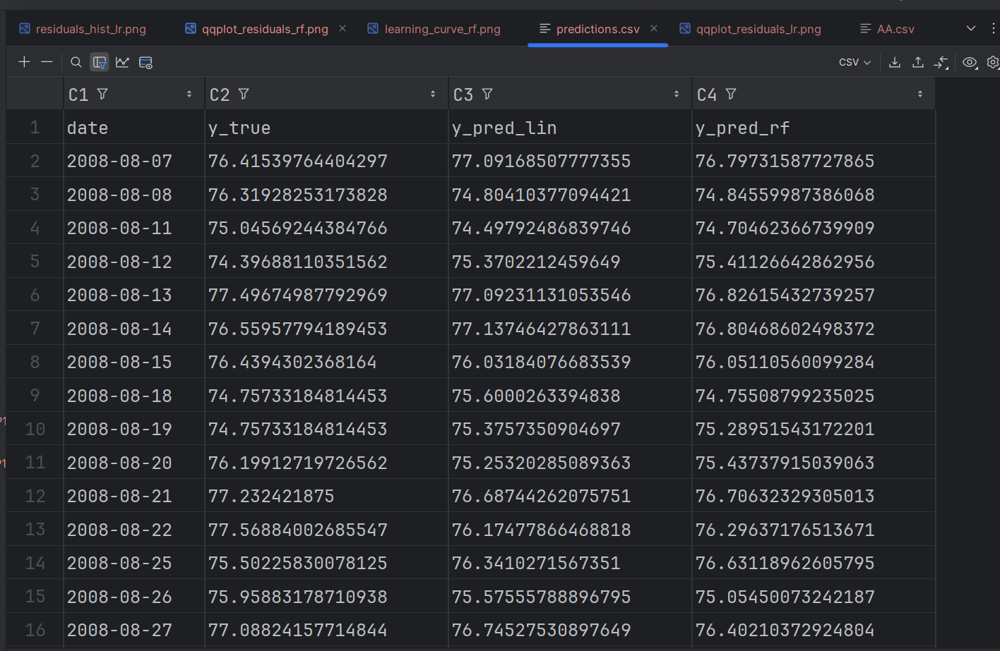 residuals_hist_lr.png qqplot_residuals_rf.png learning_curve_rf.png predictions.csv qqplot_residuals_lr.png AA.csv
CSV
C1 C2 C3 C4
1 date y_true y_pred_lin y_pred_rf
2 2008-08-07 76.41539764404297 77.09168507777355 76.79731587727865
3 2008-08-08 76.31928253173828 74.80410377094421 74.84559987386068
4 2008-08-11 75.04569244384766 74.49792486839746 74.70462366739909
5 2008-08-12 74.39688110351562 75.3702212459649 75.41126642862956
6 2008-08-13 77.49674987792969 77.09231131053546 76.82615432739257
7 2008-08-14 76.55957794189453 77.13746427863111 76.80468602498372
8 2008-08-15 76.4394302368164 76.03184076683539 76.05110560099284
9 2008-08-18 74.75733184814453 75.6000263394838 74.75508799235025
10 2008-08-19 74.75733184814453 75.3757350904697 75.28951543172201
11 2008-08-20 76.19912719726562 75.25320285089363 75.43737915039063
12 2008-08-21 77.232421875 76.68744262075751 76.70632329305013
13 2008-08-22 77.56884002685547 76.17477866468818 76.29637176513671
14 2008-08-25 75.50225830078125 76.3410271567351 76.63118962605795
15 2008-08-26 75.95883178710938 75.57555788896795 75.05450073242187
16 2008-08-27 77.08824157714844 76.74527530897649 76.40210372924804